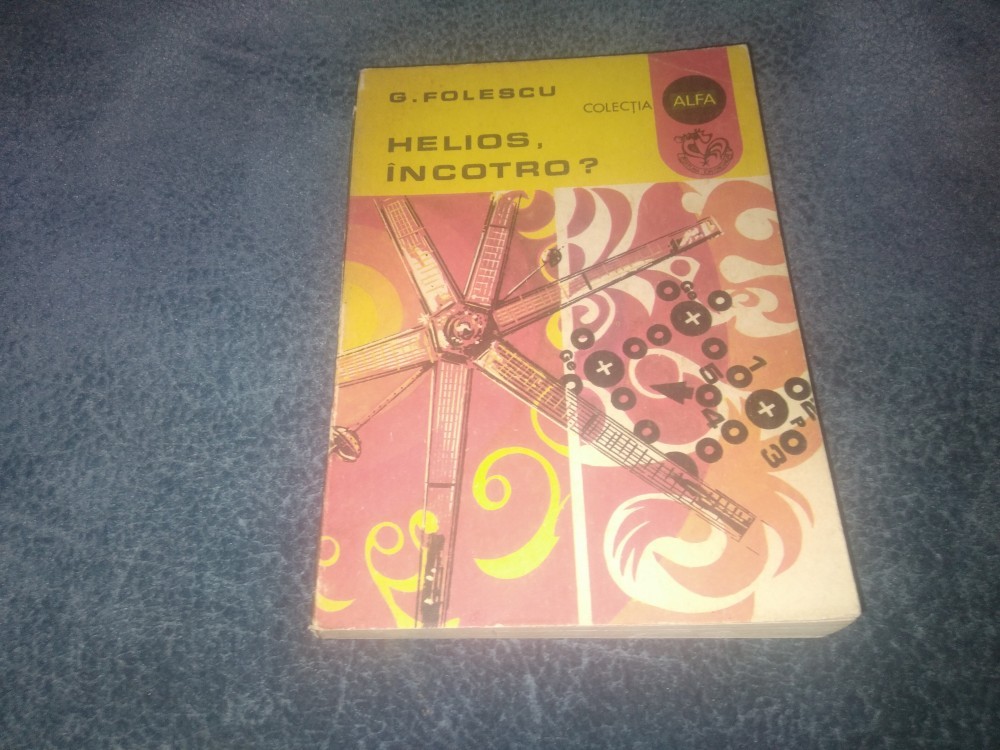 G. FOLESCU
COLECȚIA
ALFA
HELIOS,
ÎNCOTRO?